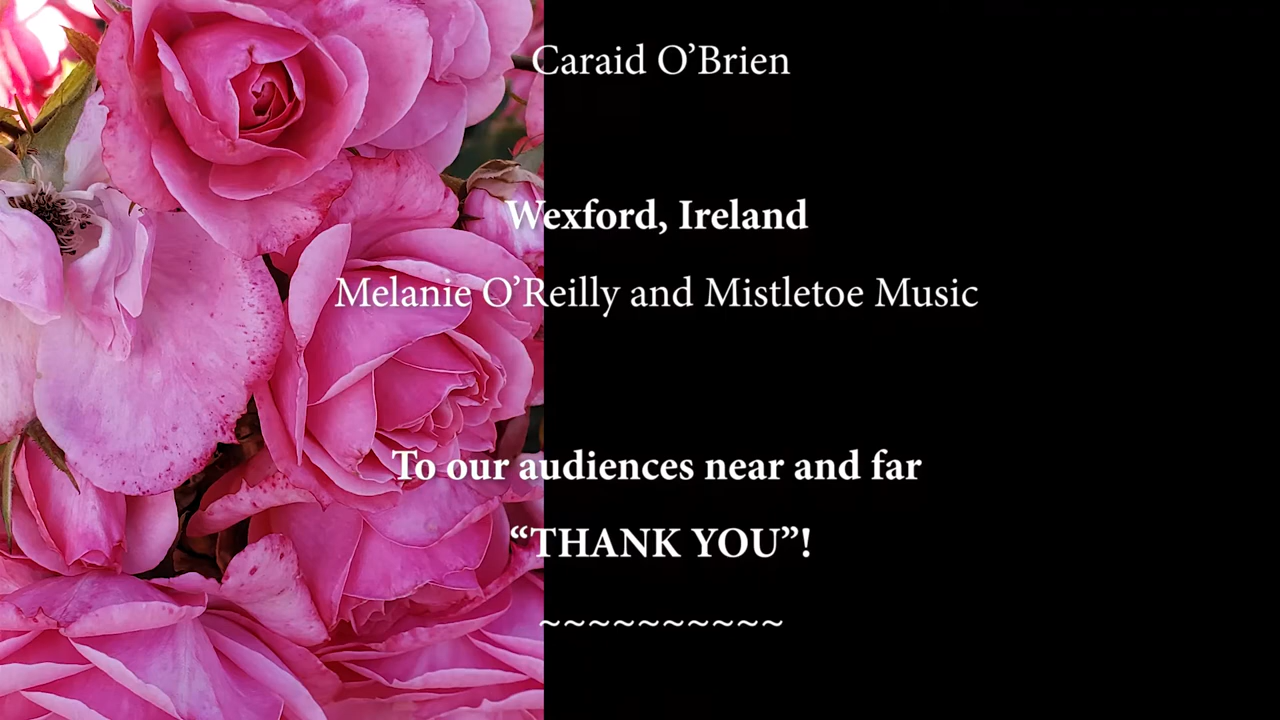 Caraid O’Brien
Wexford, Ireland
Melanie O’Reilly and Mistletoe Music
To our audiences near and far
“THANK YOU”!
~~~~~~~~~~